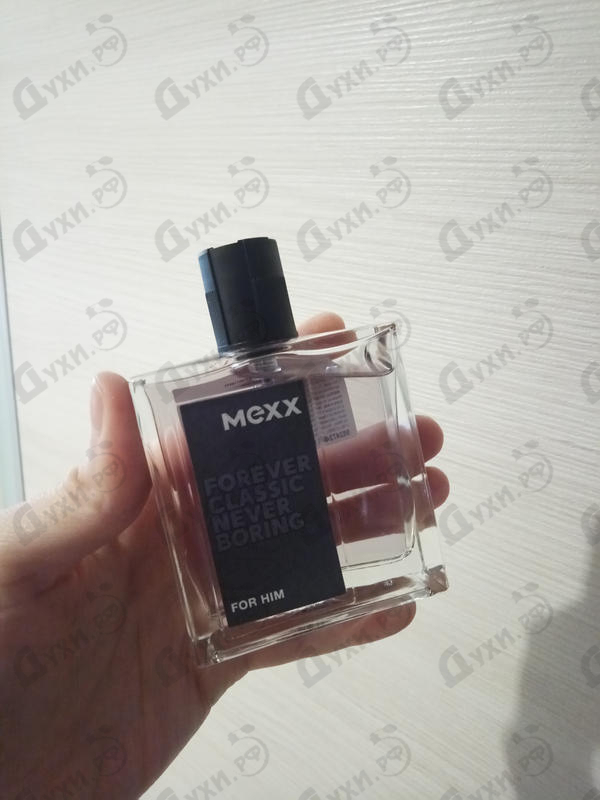 MEXX
FOREVER
CLASSIC
NEVER
BORING
FOR HIM
Духи.рф